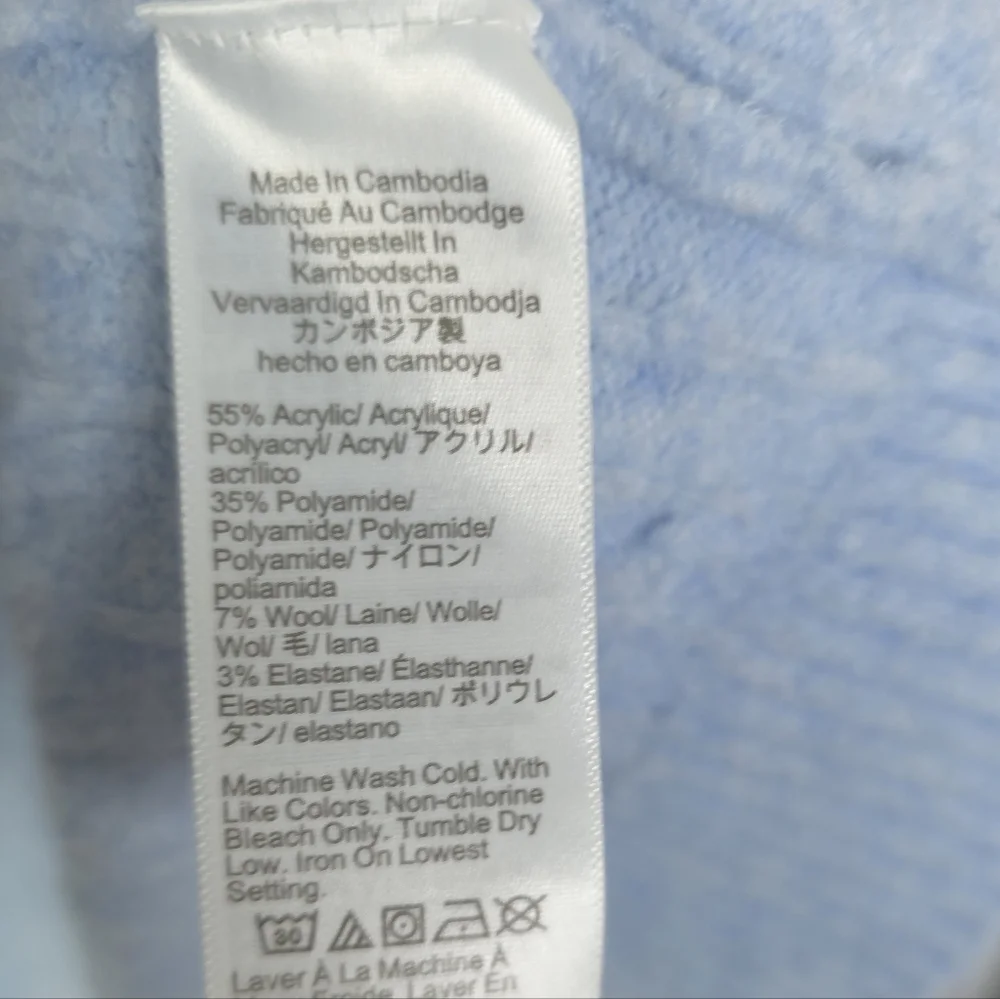 Made In Cambodia
Fabriqué Au Cambodge
Hergestellt In
Kambodscha
Vervaardigd In Cambodja
カンボジア製
hecho en camboya
55% Acrylic/ Acrylique/
Polyacryl/ Acryl/ アクリル/
acrílico
35% Polyamide/
Polyamide/ Polyamide/
Polyamide/ ナイロン/
poliamida
7% Wool/ Laine/ Wolle/
Wol/ 毛/ lana
3% Elastane/ Élasthanne/
Elastan/ Elastaan/ ポリウレ
タン/ elastano
Machine Wash Cold. With
Like Colors. Non-chlorine
Bleach Only. Tumble Dry
Low. Iron On Lowest
Setting.
30
Laver À La Machine À
Froide. Laver En